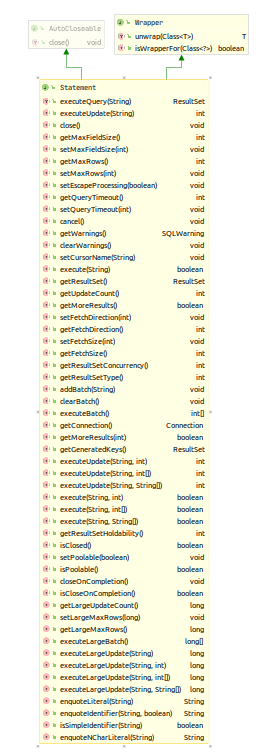 AutoCloseable
close() void
Wrapper
unwrap(Class<T>) T
isWrapperFor(Class<?>) boolean
Statement
executeQuery(String) ResultSet
executeUpdate(String) int
close() void
getMaxFieldSize() int
setMaxFieldSize(int) void
getMaxRows() int
setMaxRows(int) void
setEscapeProcessing(boolean) void
getQueryTimeout() int
setQueryTimeout(int) void
cancel() void
getWarnings() SQLWarning
clearWarnings() void
setCursorName(String) void
execute(String) boolean
getResultSet() ResultSet
getUpdateCount() int
getMoreResults() boolean
setFetchDirection(int) void
getFetchDirection() int
setFetchSize(int) void
getFetchSize() int
getResultSetConcurrency() int
getResultSetType() int
addBatch(String) void
clearBatch() void
executeBatch() int[]
getConnection() Connection
getMoreResults(int) boolean
getGeneratedKeys() ResultSet
executeUpdate(String, int) int
executeUpdate(String, int[]) int
executeUpdate(String, String[]) int
execute(String, int) boolean
execute(String, int[]) boolean
execute(String, String[]) boolean
getResultSetHoldability() int
isClosed() boolean
setPoolable(boolean) void
isPoolable() boolean
closeOnCompletion() void
isCloseOnCompletion() boolean
getLargeUpdateCount() long
setLargeMaxRows(long) void
getLargeMaxRows() long
executeLargeBatch() long[]
executeLargeUpdate(String) long
executeLargeUpdate(String, int) long
executeLargeUpdate(String, int[]) long
executeLargeUpdate(String, String[]) long
enquoteLiteral(String) String
enquoteIdentifier(String, boolean) String
isSimpleIdentifier(String) boolean
enquoteNCharLiteral(String) String